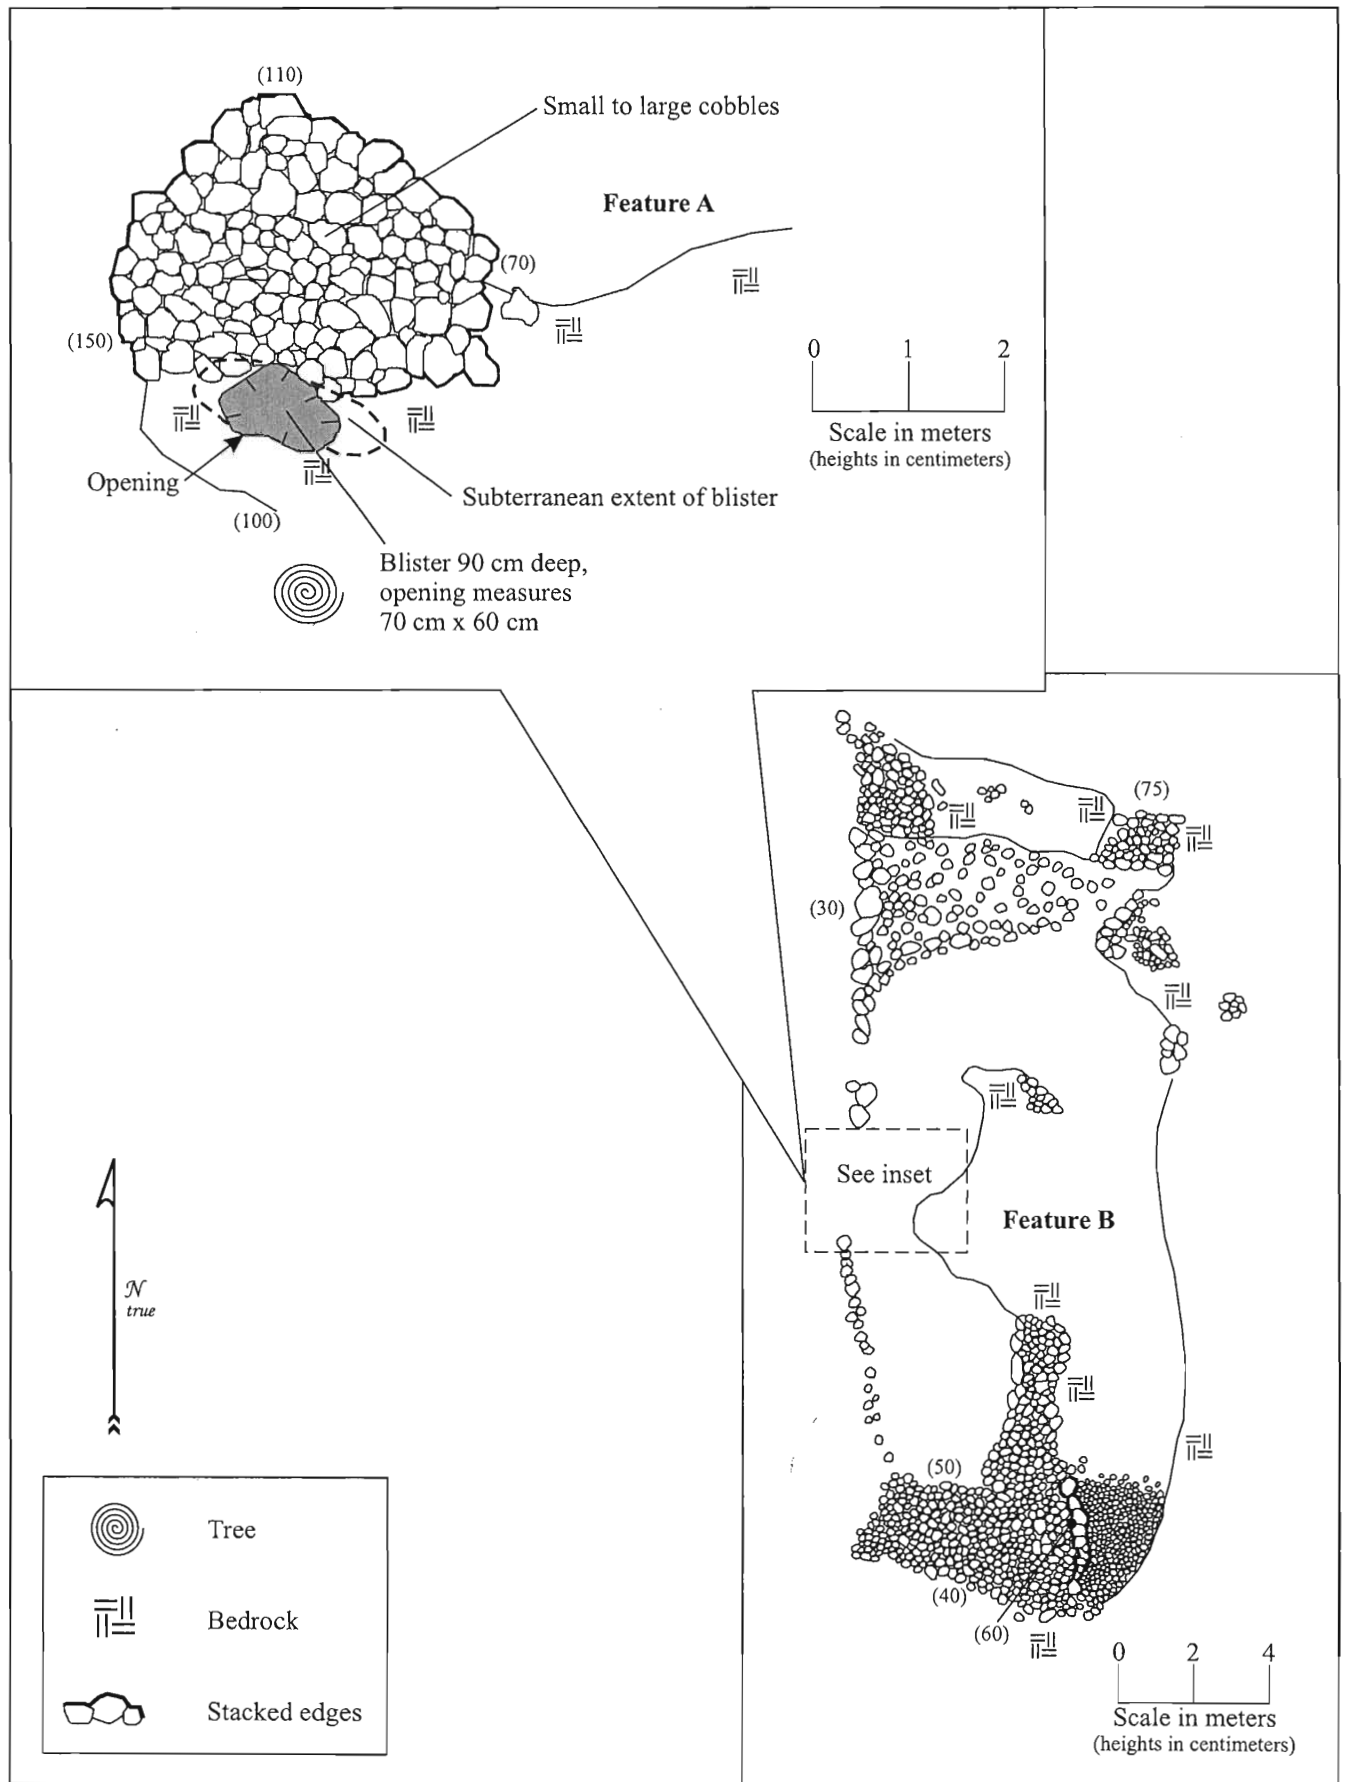 (110)
Small to large cobbles
Feature A
(70)
(150)
0 1 2
Scale in meters
(heights in centimeters)
Opening
Subterranean extent of blister
(100)
Blister 90 cm deep,
opening measures
70 cm x 60 cm
(75)
(30)
See inset
Feature B
N
true
(50)
(40)
(60)
0 2 4
Scale in meters
(heights in centimeters)
Tree
Bedrock
Stacked edges